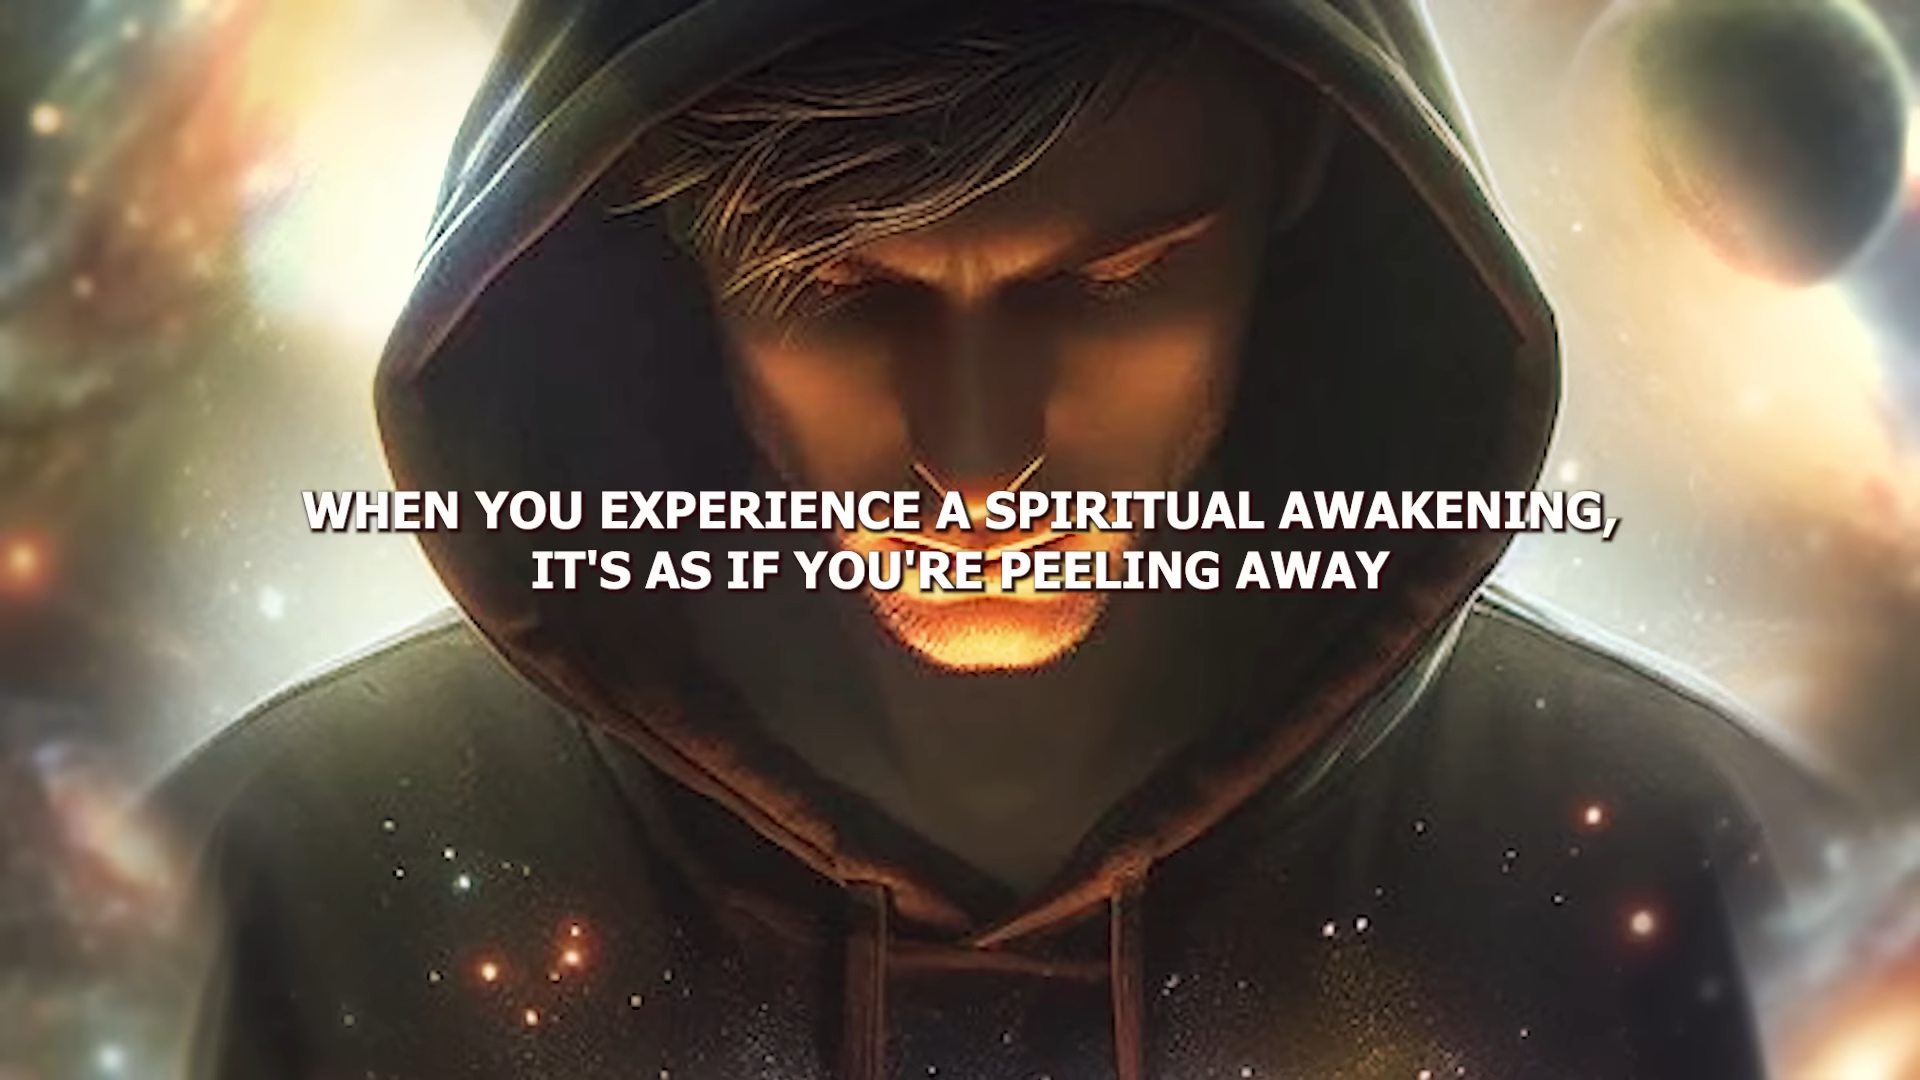 WHEN YOU EXPERIENCE A SPIRITUAL AWAKENING,
IT'S AS IF YOU'RE PEELING AWAY